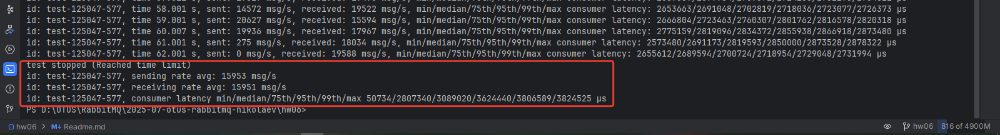 id: test-125047-577, time 58.001 s, sent: 14572 msg/s, received: 19522 msg/s, min/median/75th/95th/99th/max consumer latency: 2653663/2691048/2702819/2718036/2723077/2726373 µs
id: test-125047-577, time 59.001 s, sent: 20627 msg/s, received: 15594 msg/s, min/median/75th/95th/99th/max consumer latency: 2666804/2723463/2760307/2801762/2816578/2820318 µs
id: test-125047-577, time 60.007 s, sent: 19936 msg/s, received: 17967 msg/s, min/median/75th/95th/99th/max consumer latency: 2775159/2819096/2834372/2855938/2866918/2873480 µs
id: test-125047-577, time 61.001 s, sent: 275 msg/s, received: 18034 msg/s, min/median/75th/95th/99th/max consumer latency: 2573480/2691173/2819593/2850000/2873528/2878322 µs
id: test-125047-577, time 62.001 s, sent: 0 msg/s, received: 19588 msg/s, min/median/75th/95th/99th/max consumer latency: 2655612/2689594/2700724/2718954/2729048/2731994 µs
test stopped (Reached time limit)
id: test-125047-577, sending rate avg: 15953 msg/s
id: test-125047-577, receiving rate avg: 15951 msg/s
id: test-125047-577, consumer latency min/median/75th/95th/99th/max 50734/2807340/3089020/3624440/3806589/3824525 µs
PS D:\OTUS\RabbitMQ\2025-07-otus-rabbitmq-nikolaev\hw06>
hw06 > M↓ Readme.md
hw06
816 of 4900M